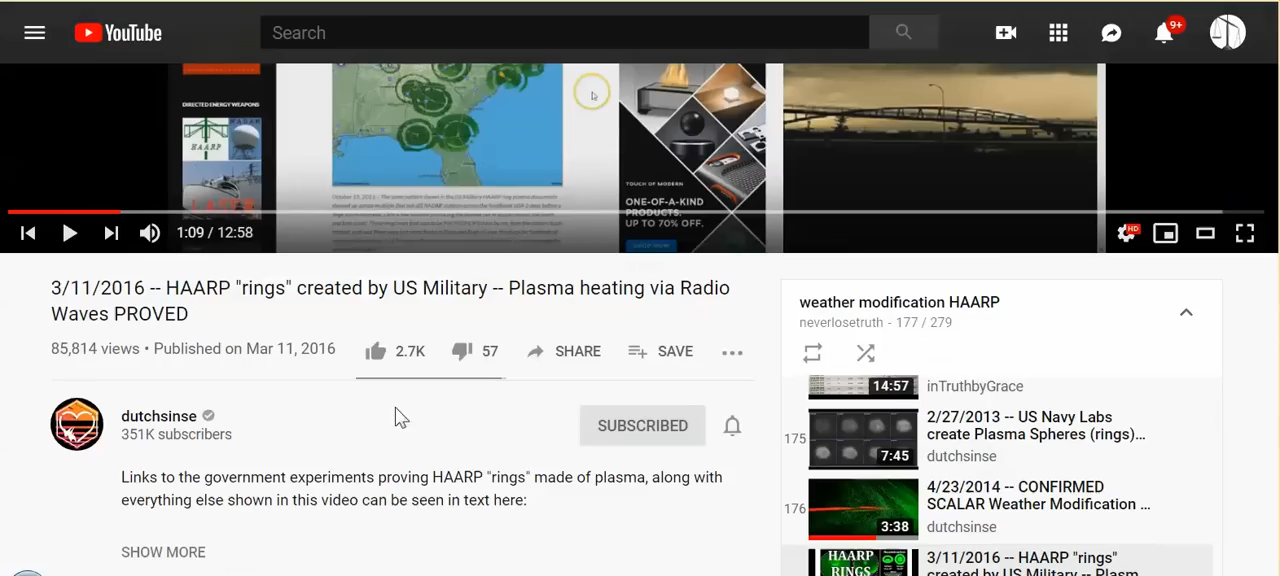 YouTube
Search
9+
DIRECTED ENERGY WEAPONS
HAARP
LASER
TOUCH OF MODERN
ONE-OF-A-KIND
PRODUCTS.
UP TO 70% OFF.
1:09 / 12:58
HD
3/11/2016 -- HAARP "rings" created by US Military -- Plasma heating via Radio
Waves PROVED
85,814 views • Published on Mar 11, 2016
2.7K
57
SHARE
SAVE
dutchsinse
351K subscribers
SUBSCRIBED
Links to the government experiments proving HAARP "rings" made of plasma, along with
everything else shown in this video can be seen in text here:
SHOW MORE
weather modification HAARP
neverlosetruth - 177 / 279
14:57
inTruthbyGrace
175
7:45
2/27/2013 -- US Navy Labs
create Plasma Spheres (rings)...
dutchsinse
176
3:38
4/23/2014 -- CONFIRMED
SCALAR Weather Modification ...
dutchsinse
HAARP
RINGS
3/11/2016 -- HAARP "rings"
created by US Military -- Plasm